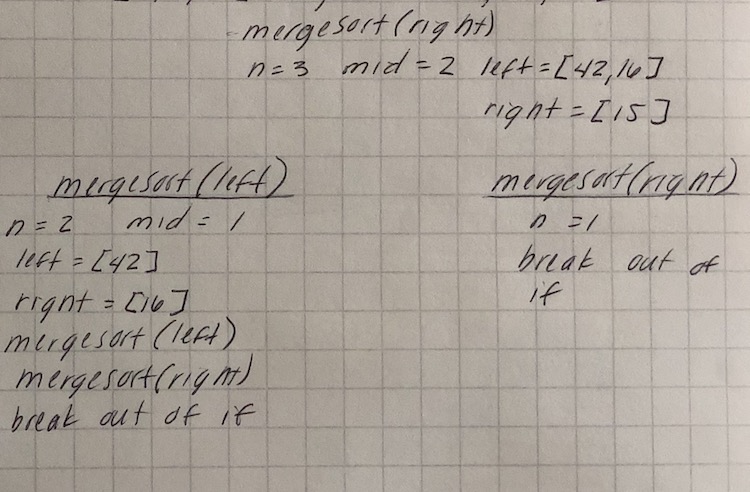 mergesort(right)
n=3 mid=2 left=[42,16]
right=[15]
mergesort(left)
n=2 mid=1
left=[42]
right=[16]
mergesort(left)
mergesort(right)
break out of if
mergesort(right)
n=1
break out of
if